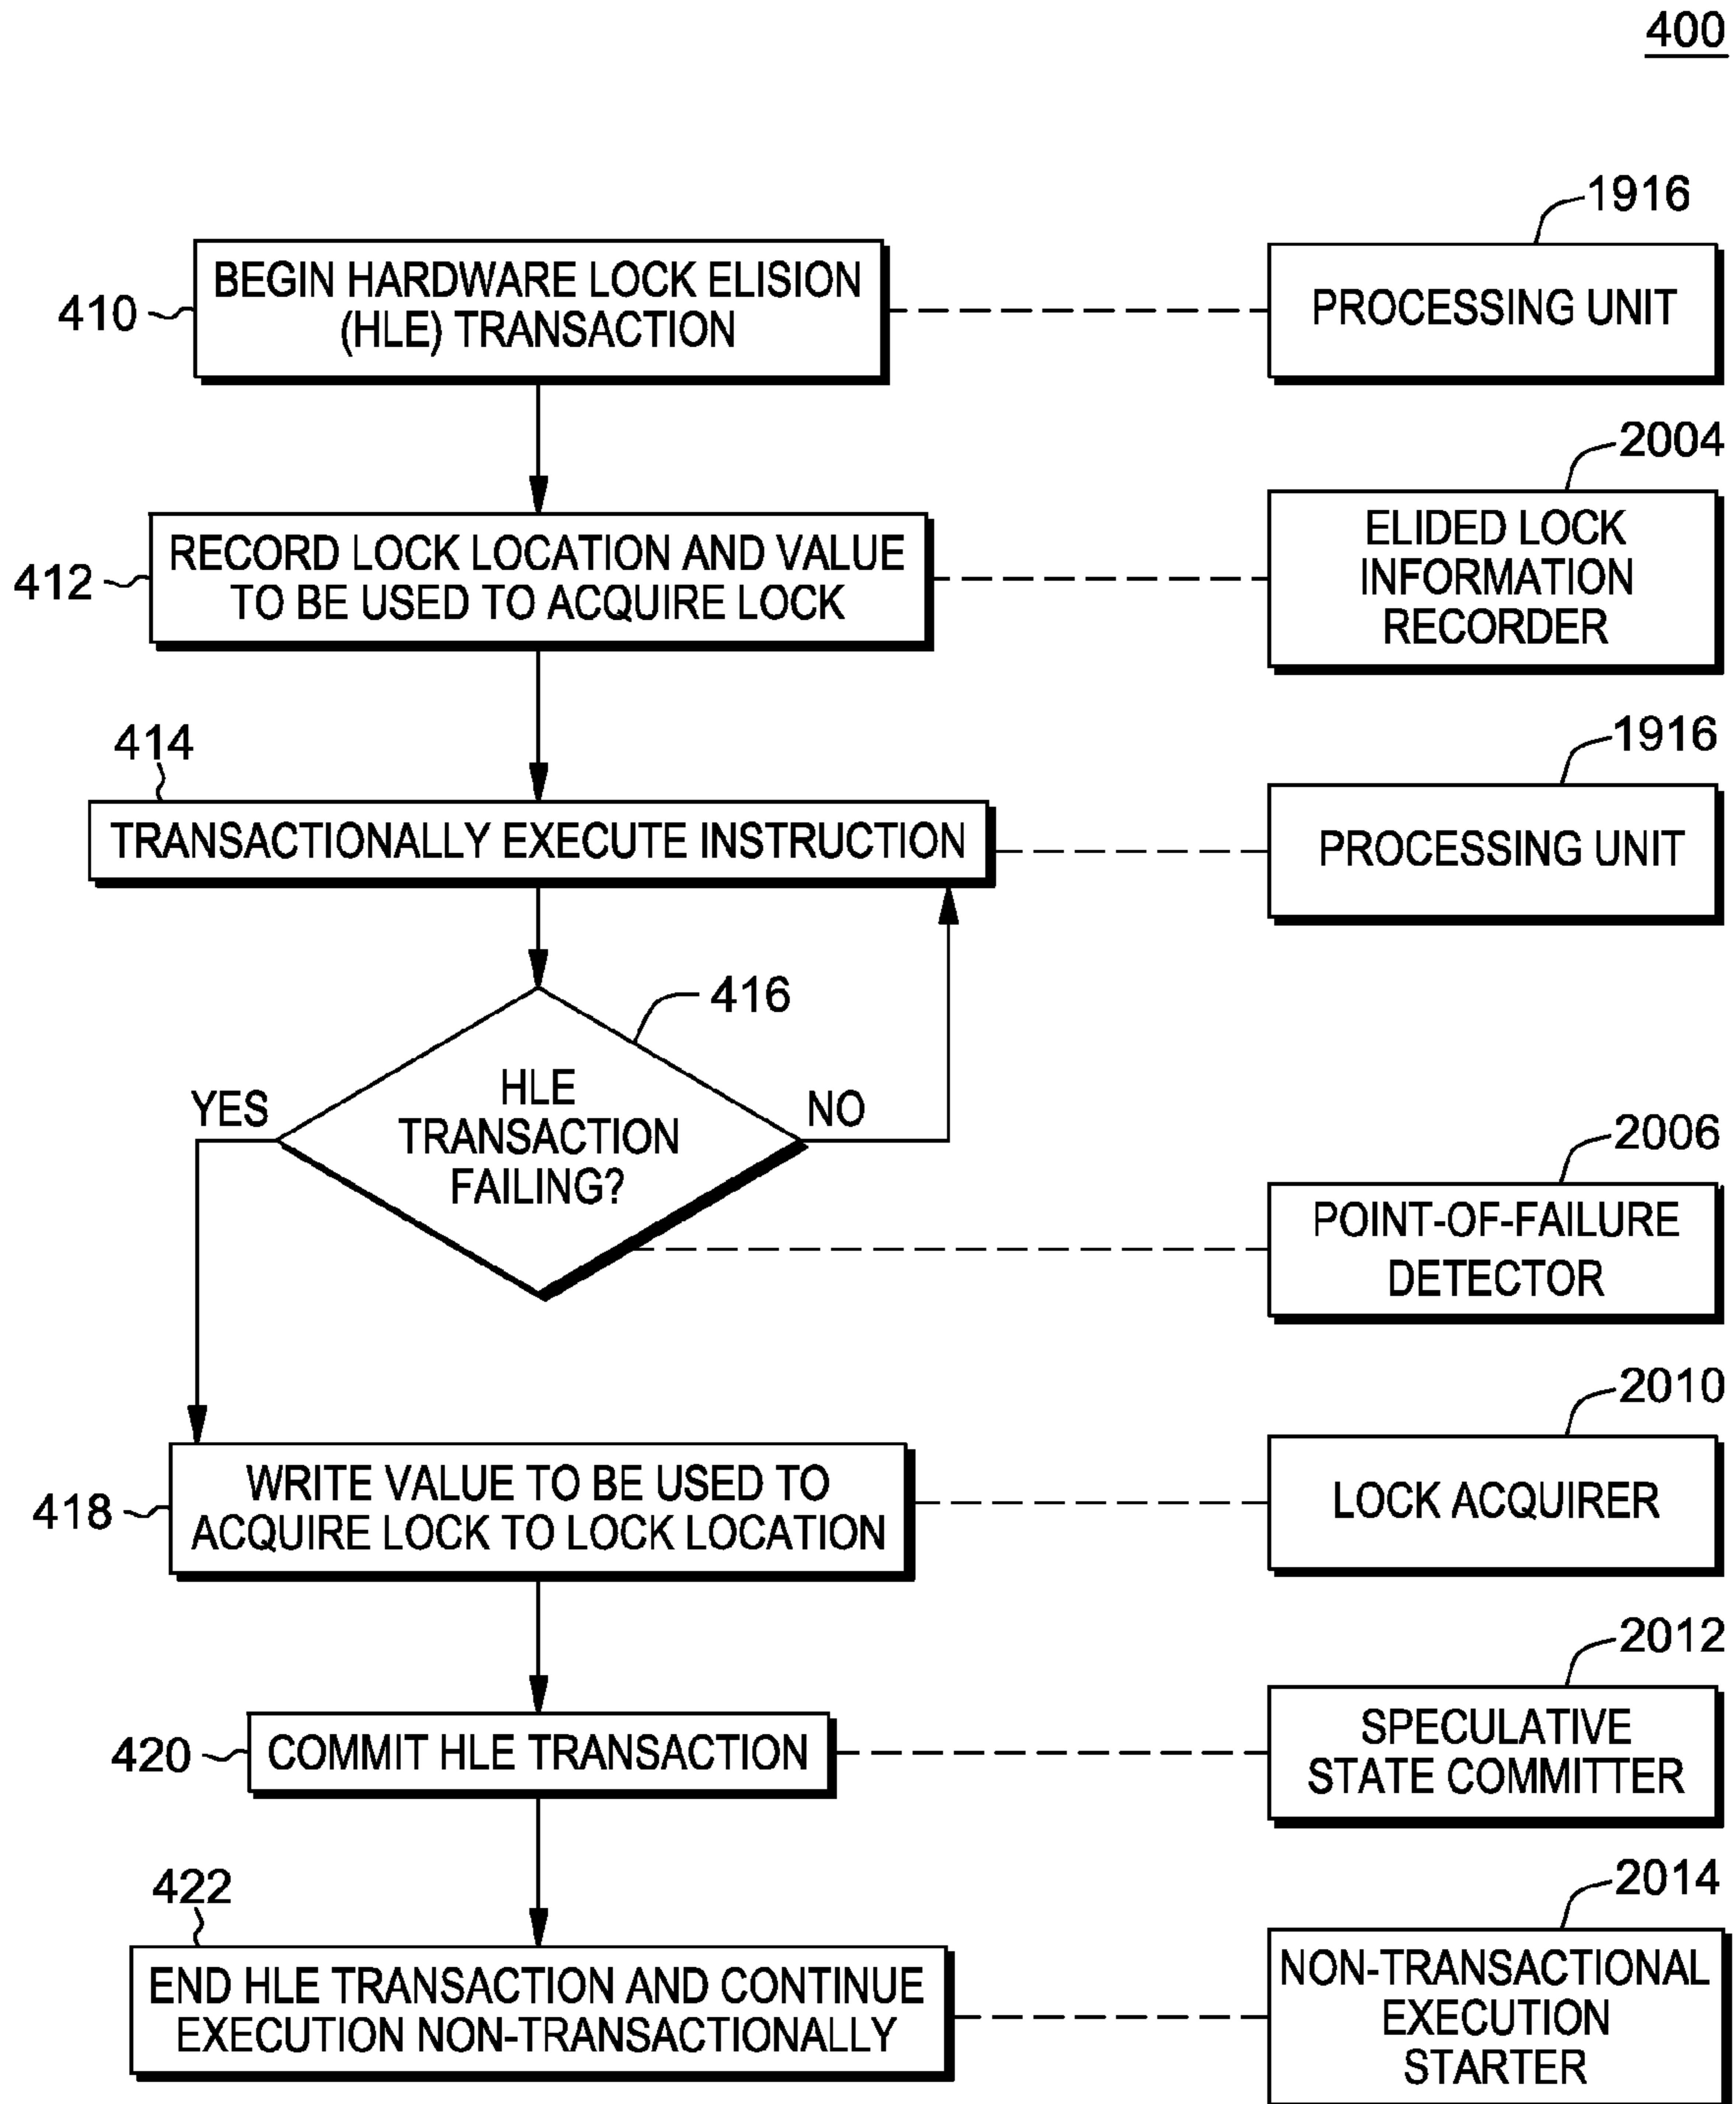 400
1916
BEGIN HARDWARE LOCK ELISION
(HLE) TRANSACTION
410
PROCESSING UNIT
2004
RECORD LOCK LOCATION AND VALUE
TO BE USED TO ACQUIRE LOCK
412
ELIDED LOCK
INFORMATION
RECORDER
414
1916
TRANSACTIONALLY EXECUTE INSTRUCTION
PROCESSING UNIT
416
HLE
TRANSACTION
FAILING?
YES
NO
2006
POINT-OF-FAILURE
DETECTOR
2010
WRITE VALUE TO BE USED TO
ACQUIRE LOCK TO LOCK LOCATION
418
LOCK ACQUIRER
2012
COMMIT HLE TRANSACTION
420
SPECULATIVE
STATE COMMITTER
422
2014
END HLE TRANSACTION AND CONTINUE
EXECUTION NON-TRANSACTIONALLY
NON-TRANSACTIONAL
EXECUTION
STARTER